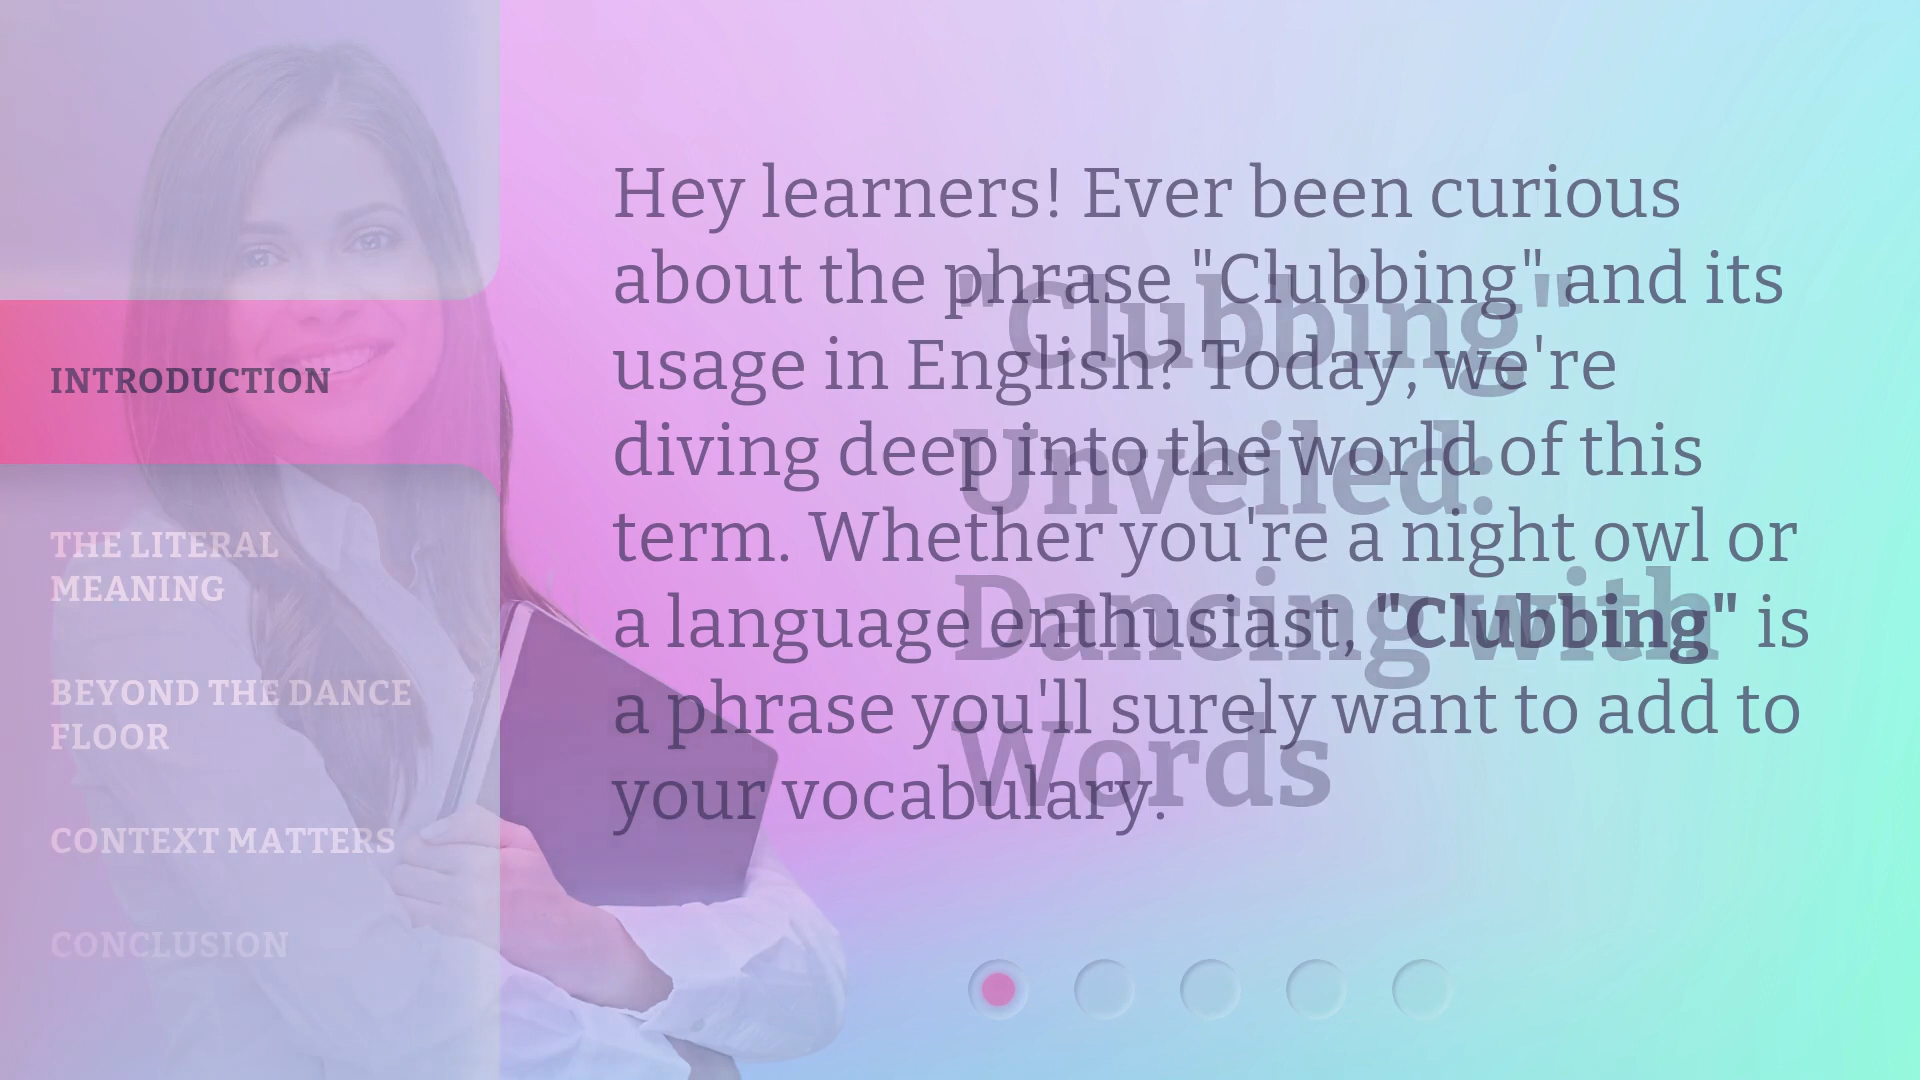 INTRODUCTION
THE LITERAL
MEANING
BEYOND THE DANCE
FLOOR
CONTEXT MATTERS
CONCLUSION
Hey learners! Ever been curious
about the phrase "Clubbing" and its
usage in English? Today, we're
diving deep into the world of this
term. Whether you're a night owl or
a language enthusiast, "Clubbing" is
a phrase you'll surely want to add to
your vocabulary.
"Clubbing"
Unveiled:
Dancing with
Words